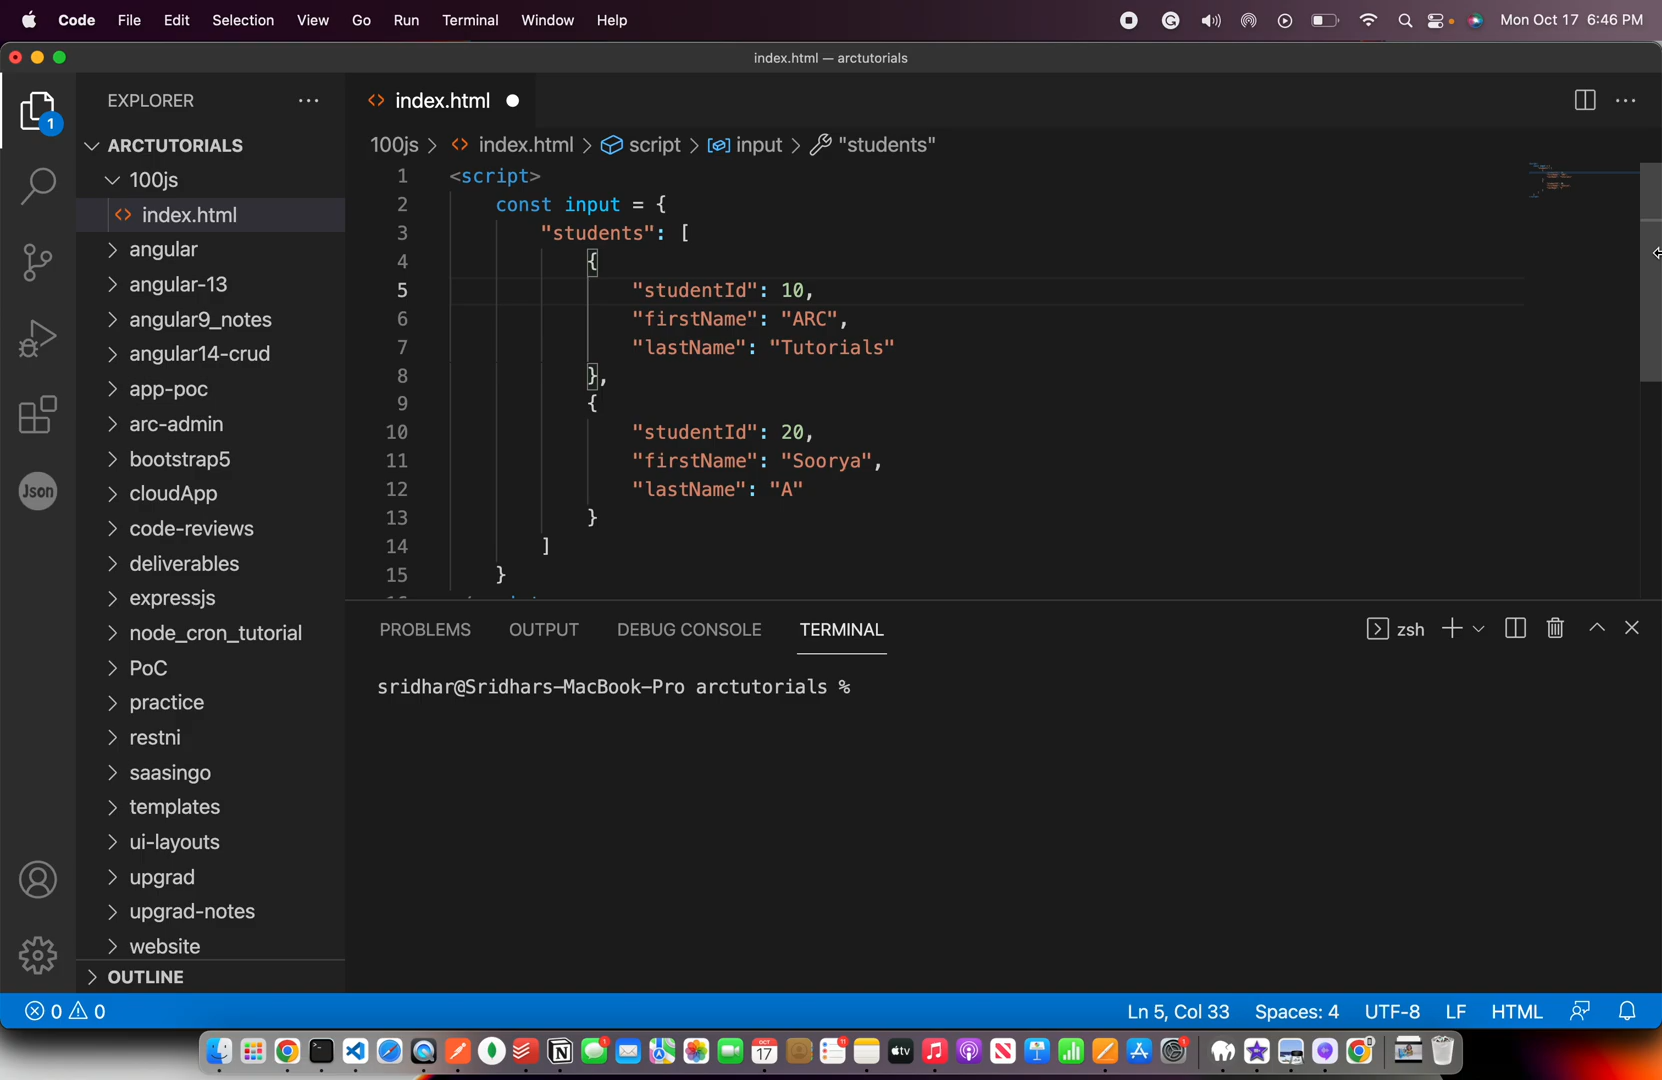 Code File Edit Selection View Go Run Terminal Window Help Mon Oct 17 6:46 PM
index.html — arctutorials
EXPLORER
1
ARCTUTORIALS
100js
index.html
angular
angular-13
angular9_notes
angular14-crud
app-poc
arc-admin
bootstrap5
cloudApp
code-reviews
deliverables
expressjs
node_cron_tutorial
PoC
practice
restni
saasingo
templates
ui-layouts
upgrad
upgrad-notes
website
OUTLINE
Json
index.html
100js > index.html > script > input > "students"
1 <script>
2 const input = {
3 "students": [
4 {
5 "studentId": 10,
6 "firstName": "ARC",
7 "lastName": "Tutorials"
8 },
9 {
10 "studentId": 20,
11 "firstName": "Soorya",
12 "lastName": "A"
13 }
14 ]
15 }
PROBLEMS OUTPUT DEBUG CONSOLE TERMINAL zsh
sridhar@Sridhars-MacBook-Pro arctutorials %
0 0 Ln 5, Col 33 Spaces: 4 UTF-8 LF HTML